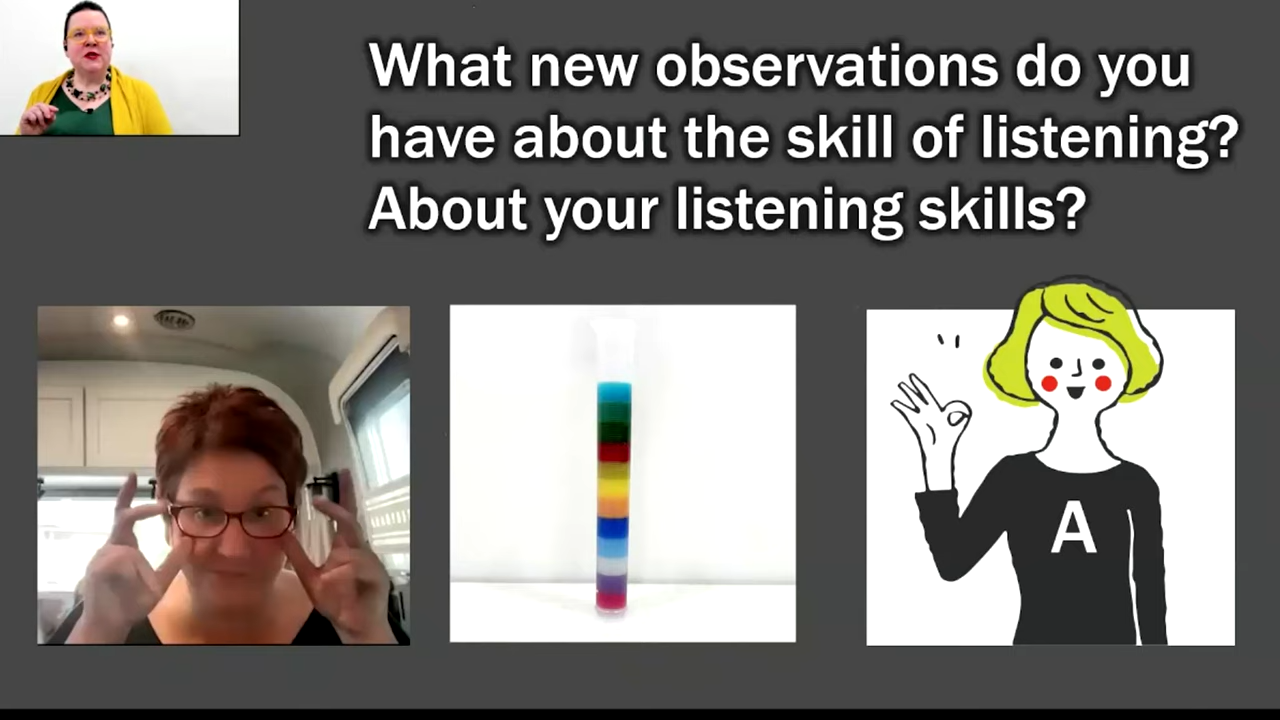 What new observations do you
have about the skill of listening?
About your listening skills?
A